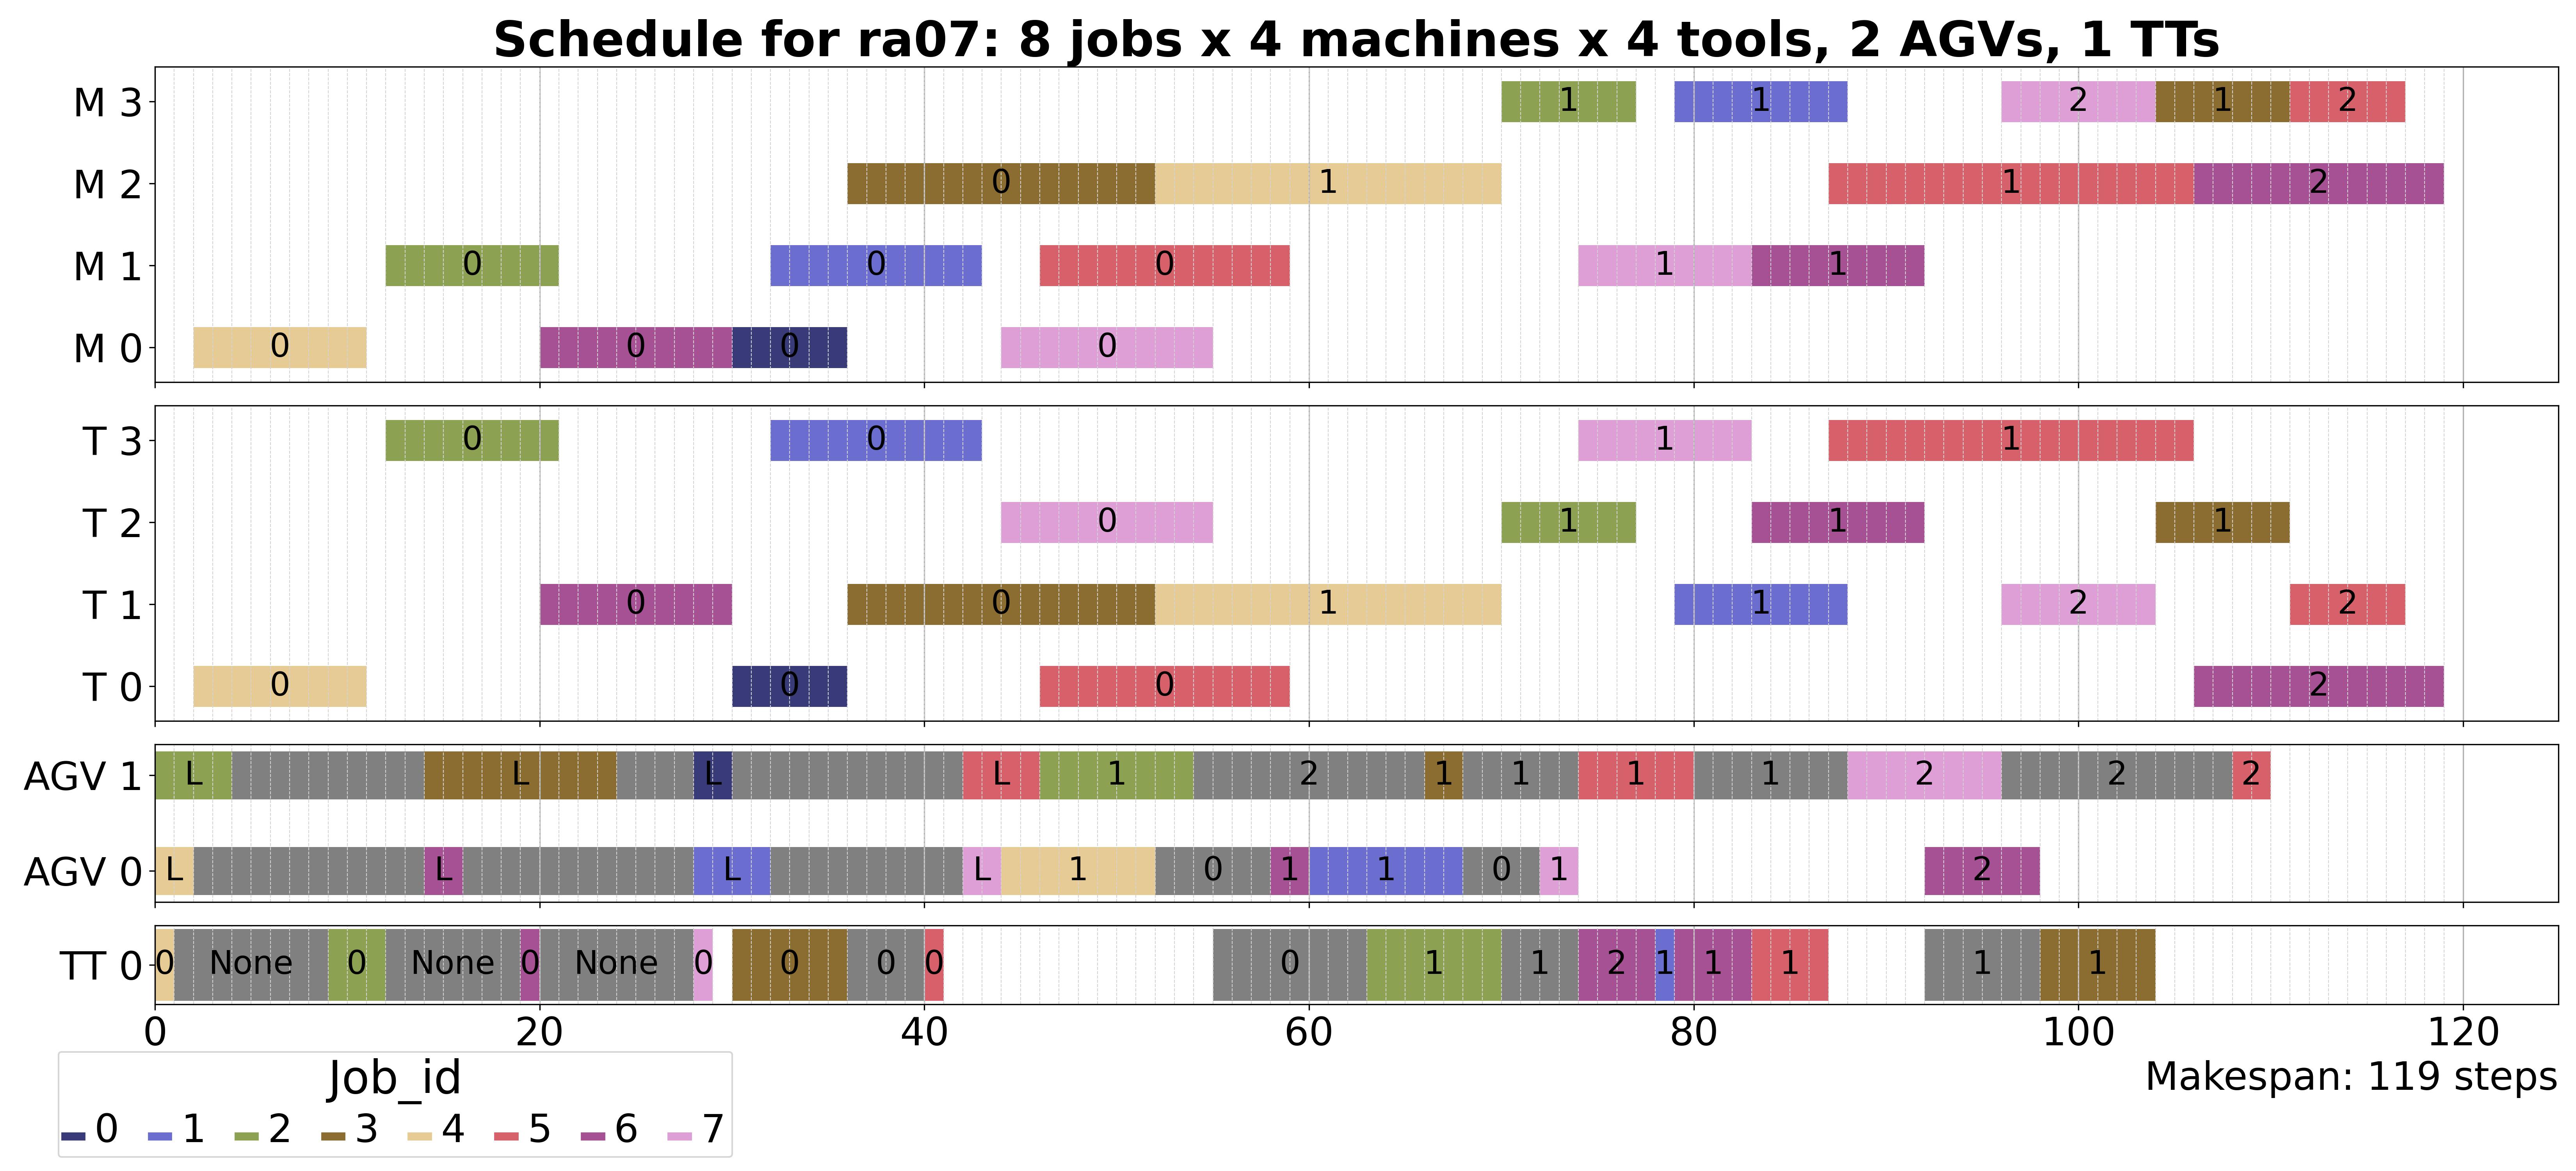 Schedule for ra07: 8 jobs x 4 machines x 4 tools, 2 AGVs, 1 TTs
M 3 1 1 2 1 2
M 2 0 1 1 2
M 1 0 0 0 1 1
M 0 0 0 0 0
T 3 0 0 1 1
T 2 0 1 1 1
T 1 0 0 1 1 2 2
T 0 0 0 0 2
AGV 1 L L L L 1 2 1 1 1 1 2 2 2
AGV 0 L L L L 1 0 1 1 0 1 2
TT 0 0 None 0 None 0 None 0 0 0 0 0 1 1 2 1 1 1 1 1
0 20 40 60 80 100 120
Makespan: 119 steps
Job_id
0 1 2 3 4 5 6 7